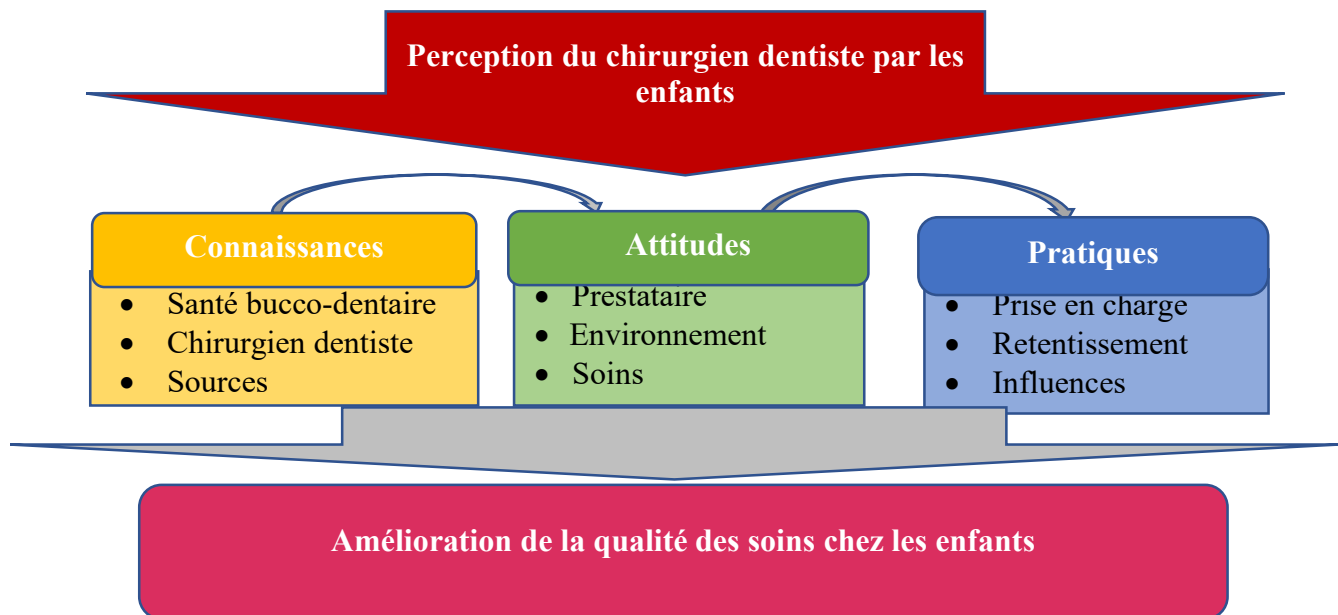 Perception du chirurgien dentiste par les
enfants
Connaissances
• Santé bucco-dentaire
• Chirurgien dentiste
• Sources
Attitudes
• Prestataire
• Environnement
• Soins
Pratiques
• Prise en charge
• Retentissement
• Influences
Amélioration de la qualité des soins chez les enfants